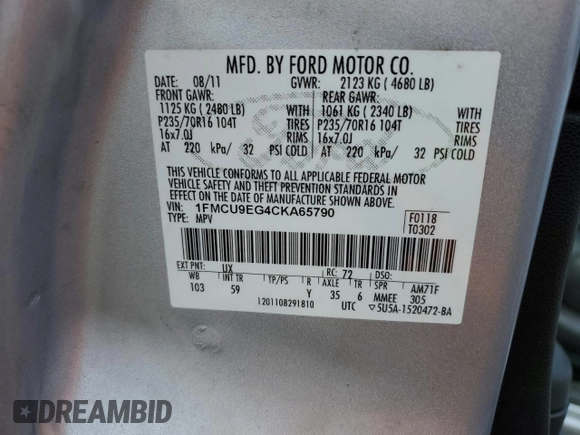 MFD. BY FORD MOTOR CO.
DATE: 08/11 GVWR: 2123 KG ( 4680 LB)
FRONT GAWR: REAR GAWR:
1125 KG ( 2480 LB) WITH 1061 KG ( 2340 LB) WITH
P235/70R16 104T TIRES P235/70R16 104T TIRES
16x7.0J RIMS 16x7.0J RIMS
AT 220 kPa/ 32 PSI COLD AT 220 kPa/ 32 PSI COLD
THIS VEHICLE CONFORMS TO ALL APPLICABLE FEDERAL MOTOR
VEHICLE SAFETY AND THEFT PREVENTION STANDARDS IN
EFFECT ON THE DATE OF MANUFACTURE SHOWN ABOVE.
VIN: 1FMCU9EG4CKA65790 F0118
TYPE: MPV T0302
EXT PNT: UX RC: 72 DSO:
WB INT TR TP/PS R AXLE TR SPR AM71F
103 59 Y 35 6 MMEE 305
1201108291810 UTC ▽5U5A-1520472-BA
DREAMBID